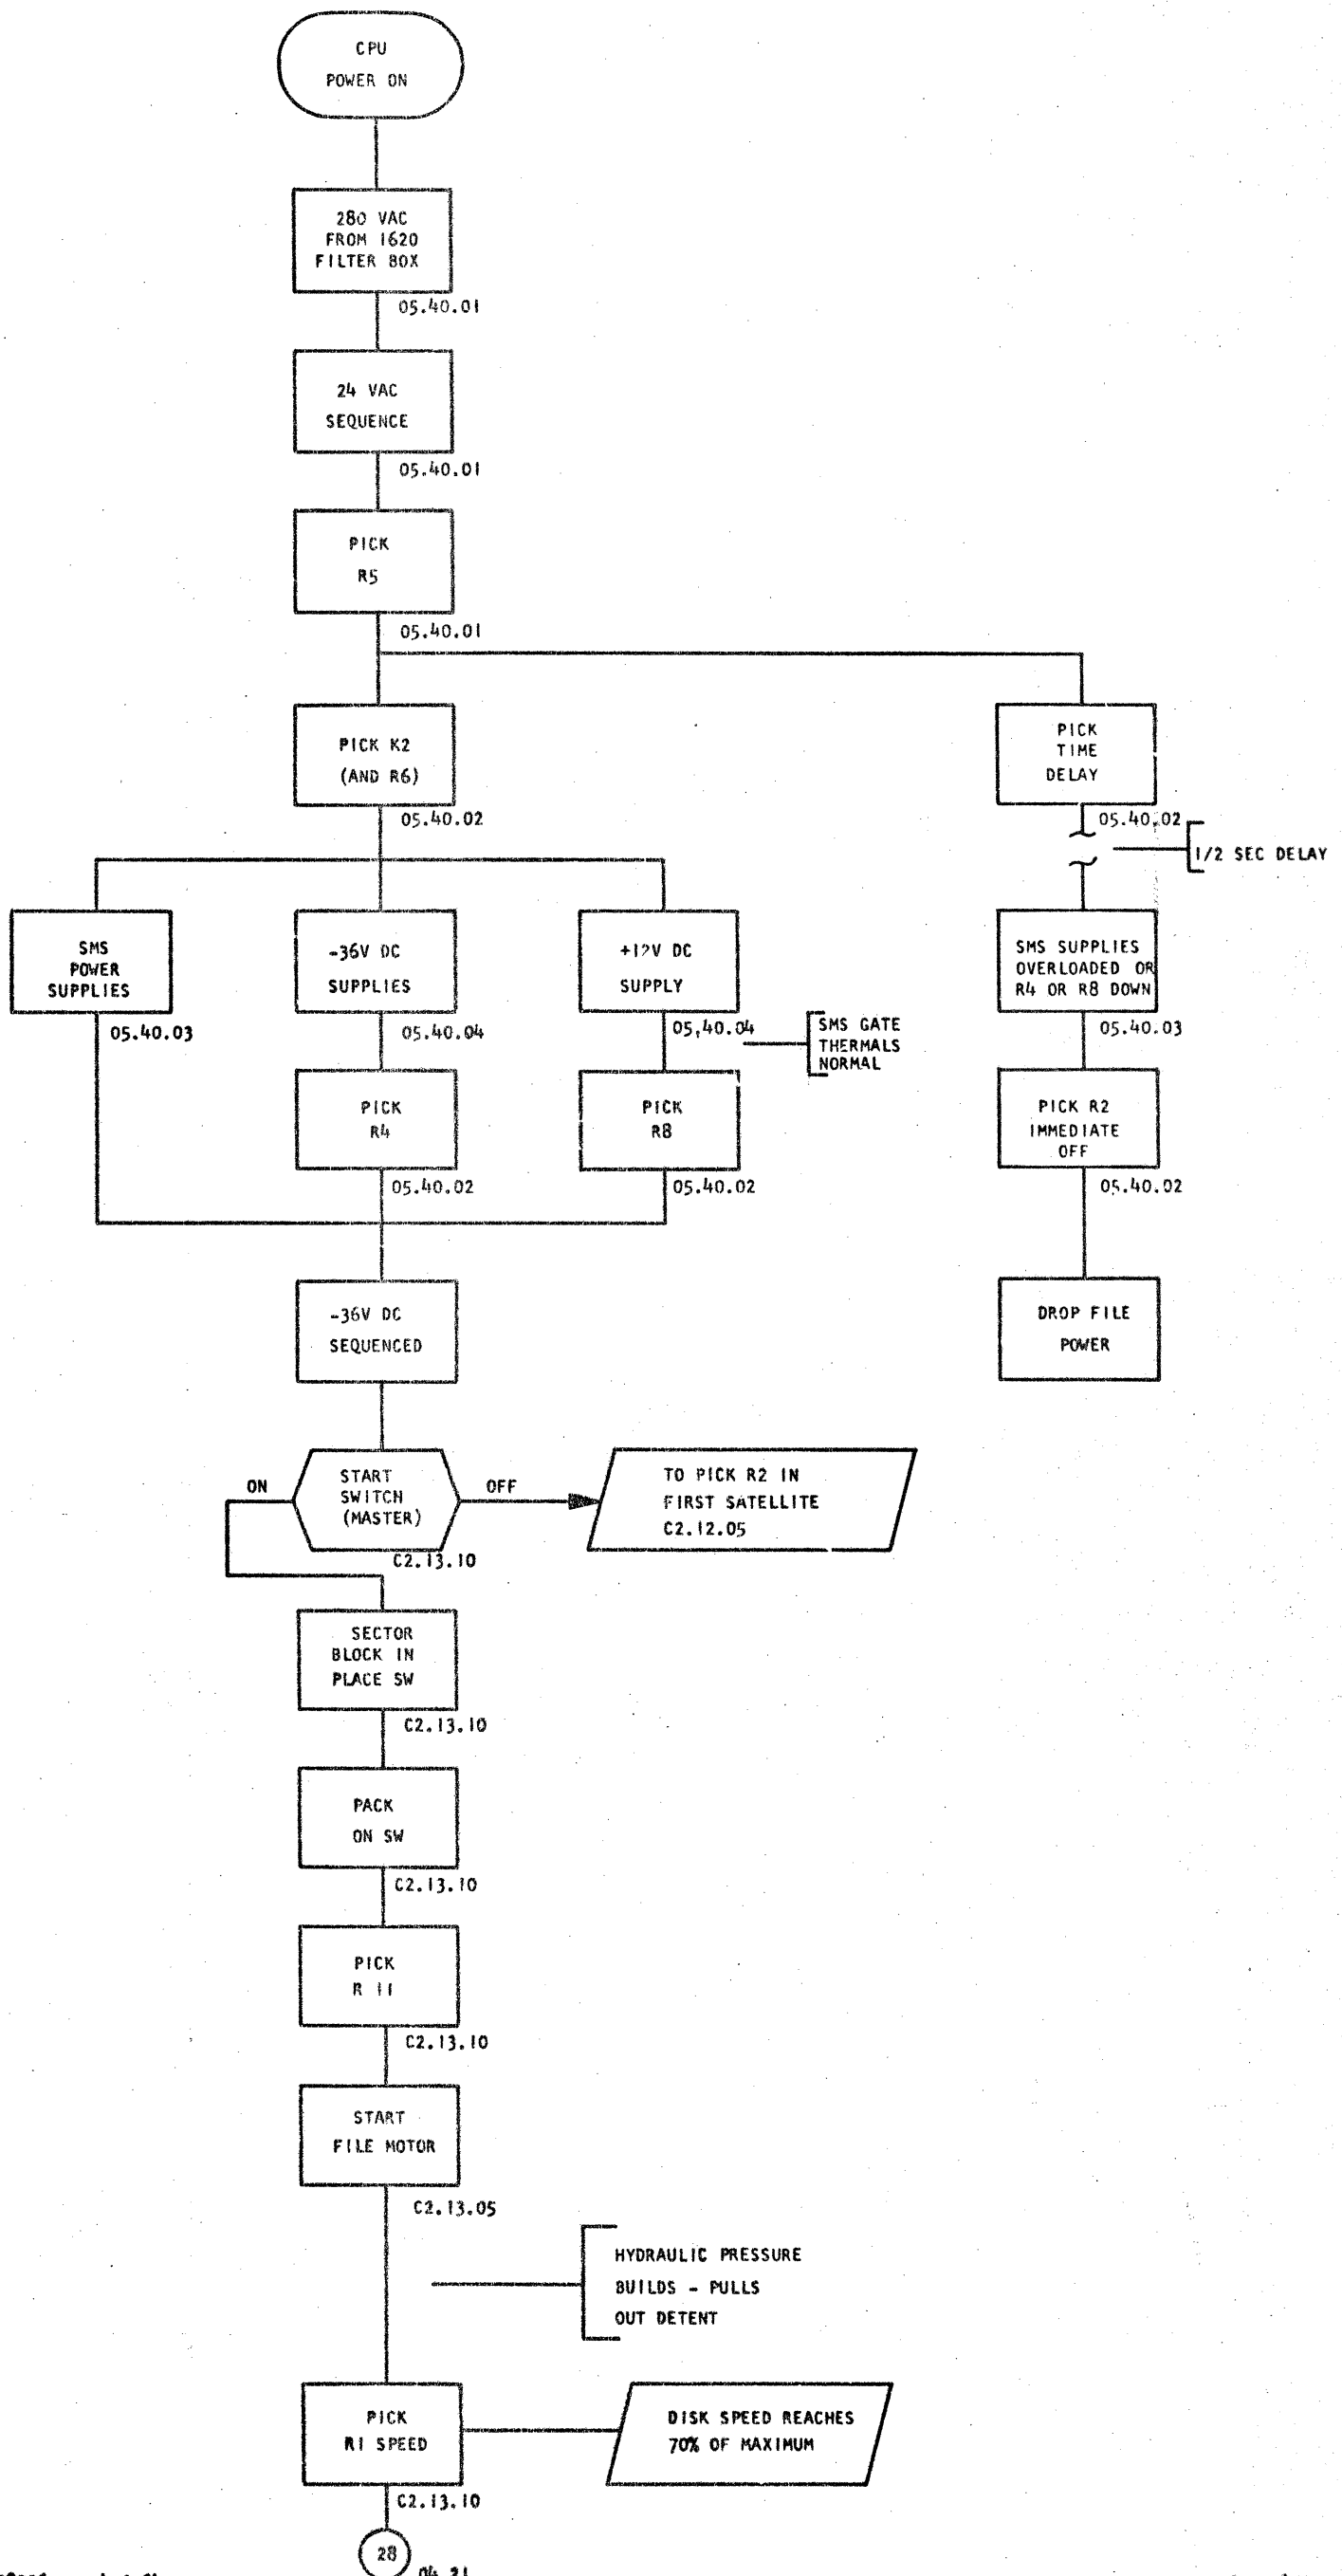 CPU
POWER ON
280 VAC
FROM 1620
FILTER BOX
05.40.01
24 VAC
SEQUENCE
05.40.01
PICK
R5
05.40.01
PICK K2
(AND R6)
05.40.02
PICK
TIME
DELAY
05.40.02
1/2 SEC DELAY
SMS
POWER
SUPPLIES
05.40.03
-36V DC
SUPPLIES
05.40.04
+12V DC
SUPPLY
05.40.04
SMS GATE
THERMALS
NORMAL
SMS SUPPLIES
OVERLOADED OR
R4 OR R8 DOWN
05.40.03
PICK
R4
05.40.02
PICK
R8
05.40.02
PICK R2
IMMEDIATE
OFF
05.40.02
-36V DC
SEQUENCED
DROP FILE
POWER
ON
START
SWITCH
(MASTER)
C2.13.10
OFF
TO PICK R2 IN
FIRST SATELLITE
C2.12.05
SECTOR
BLOCK IN
PLACE SW
C2.13.10
PACK
ON SW
C2.13.10
PICK
R 11
C2.13.10
START
FILE MOTOR
C2.13.05
HYDRAULIC PRESSURE
BUILDS - PULLS
OUT DETENT
PICK
R1 SPEED
C2.13.10
DISK SPEED REACHES
70% OF MAXIMUM
28
04.21